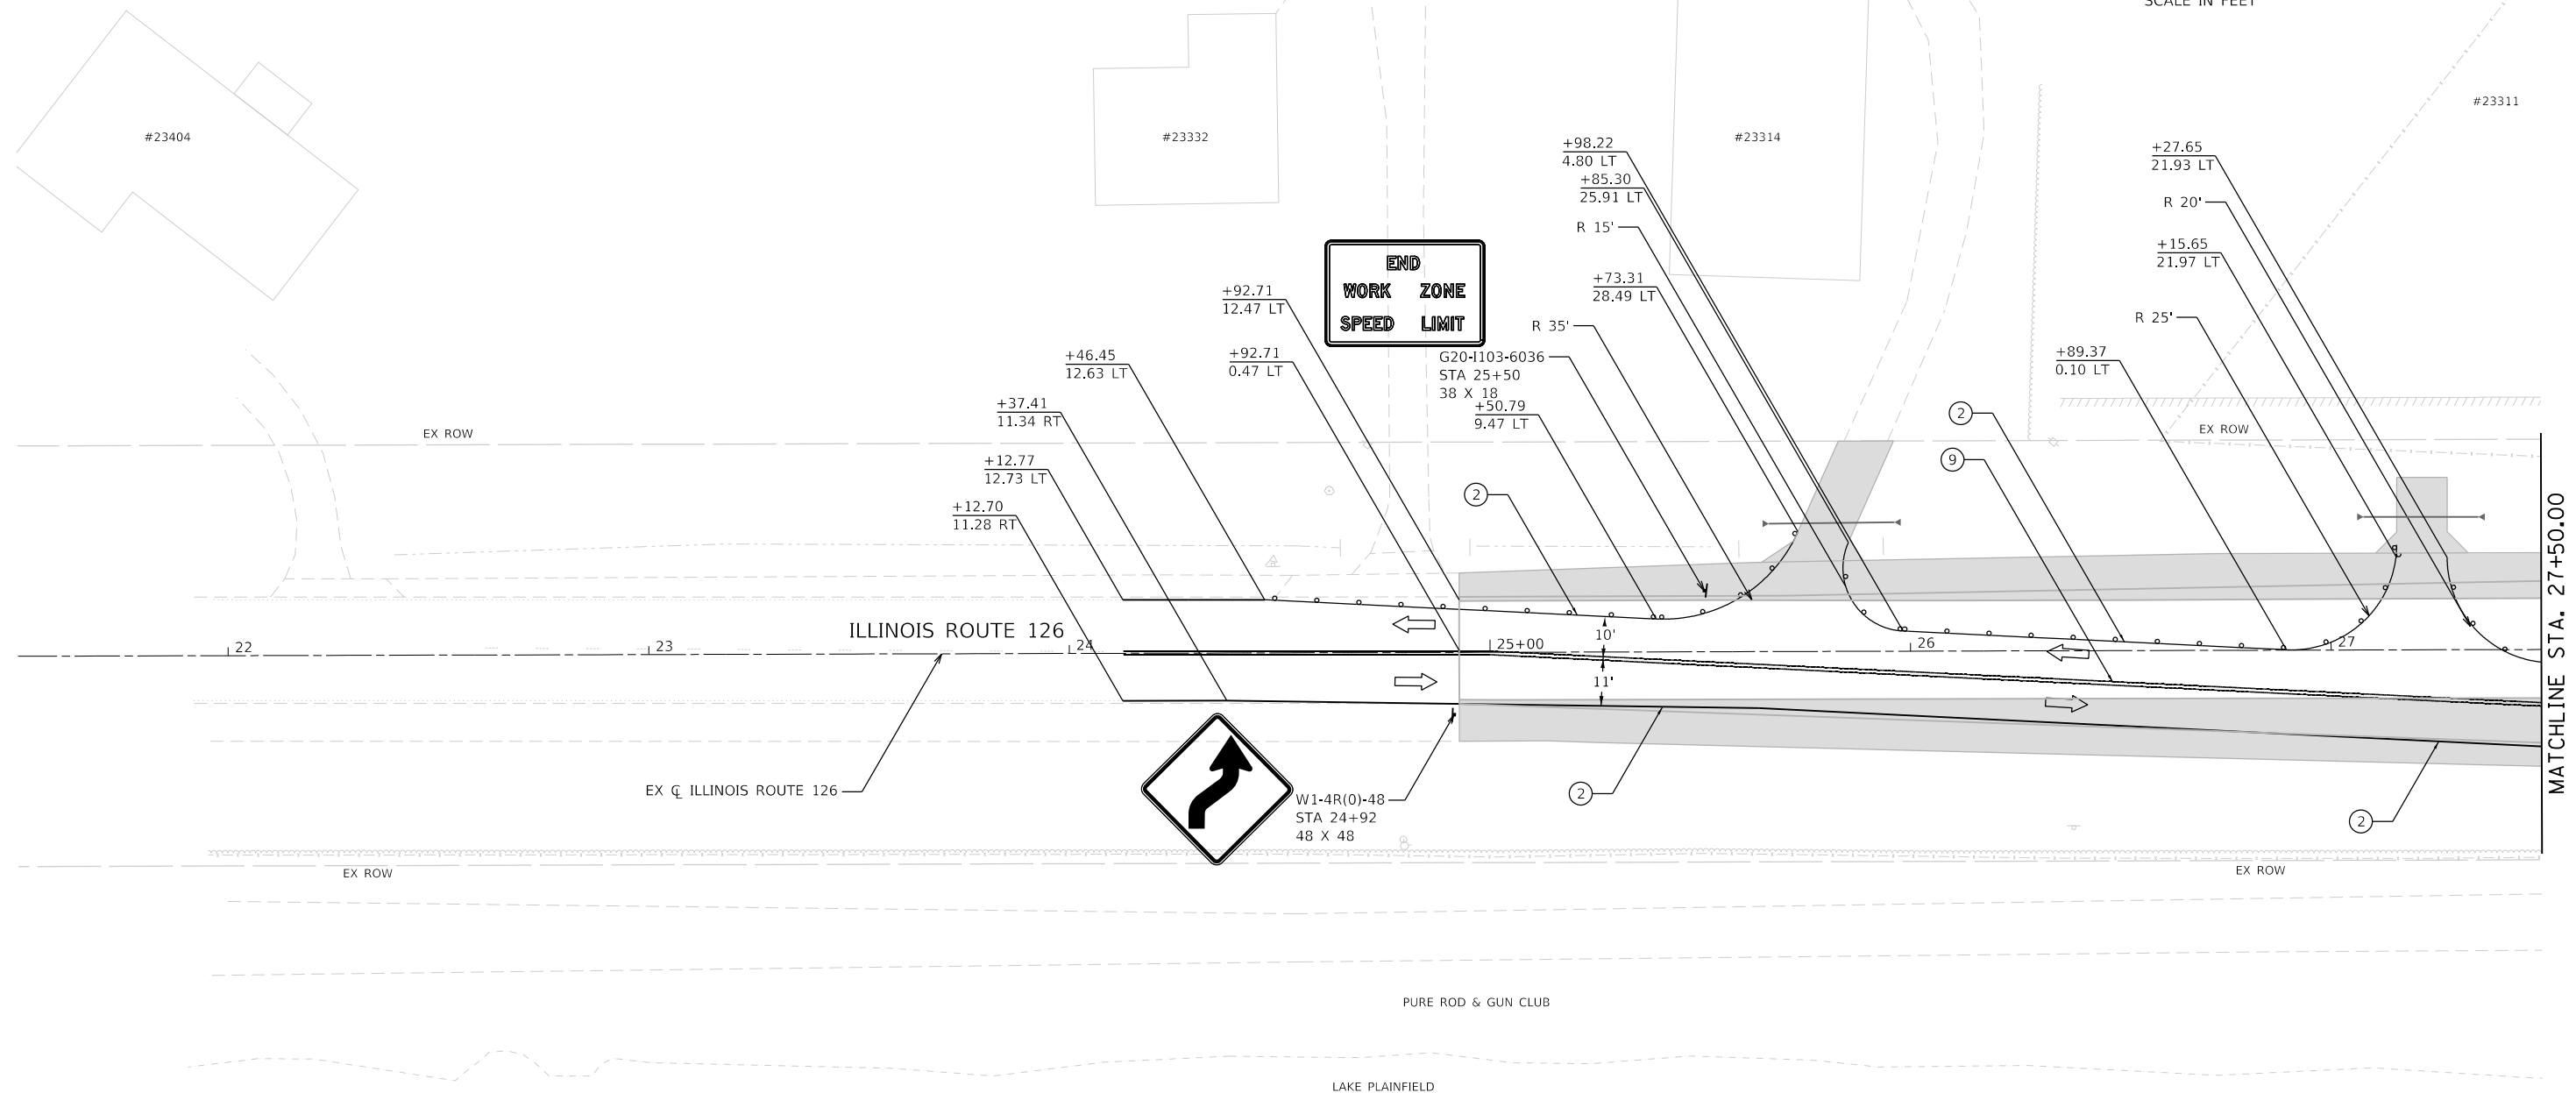 SCALE IN FEET
#23404
#23332
#23314
#23311
+98.22
4.80 LT
+85.30
25.91 LT
R 15'
+73.31
28.49 LT
R 35'
+27.65
21.93 LT
R 20'
+15.65
21.97 LT
R 25'
+89.37
0.10 LT
END
WORK ZONE
SPEED LIMIT
G20-I103-6036
STA 25+50
38 X 18
+50.79
9.47 LT
+92.71
12.47 LT
+92.71
0.47 LT
+46.45
12.63 LT
+37.41
11.34 RT
+12.77
12.73 LT
+12.70
11.28 RT
EX ROW
EX ROW
2
2
9
ILLINOIS ROUTE 126
22
23
24
25+00
26
27
10'
11'
MATCHLINE STA. 27+50.00
EX ℄ ILLINOIS ROUTE 126
W1-4R(0)-48
STA 24+92
48 X 48
2
2
EX ROW
EX ROW
PURE ROD & GUN CLUB
LAKE PLAINFIELD